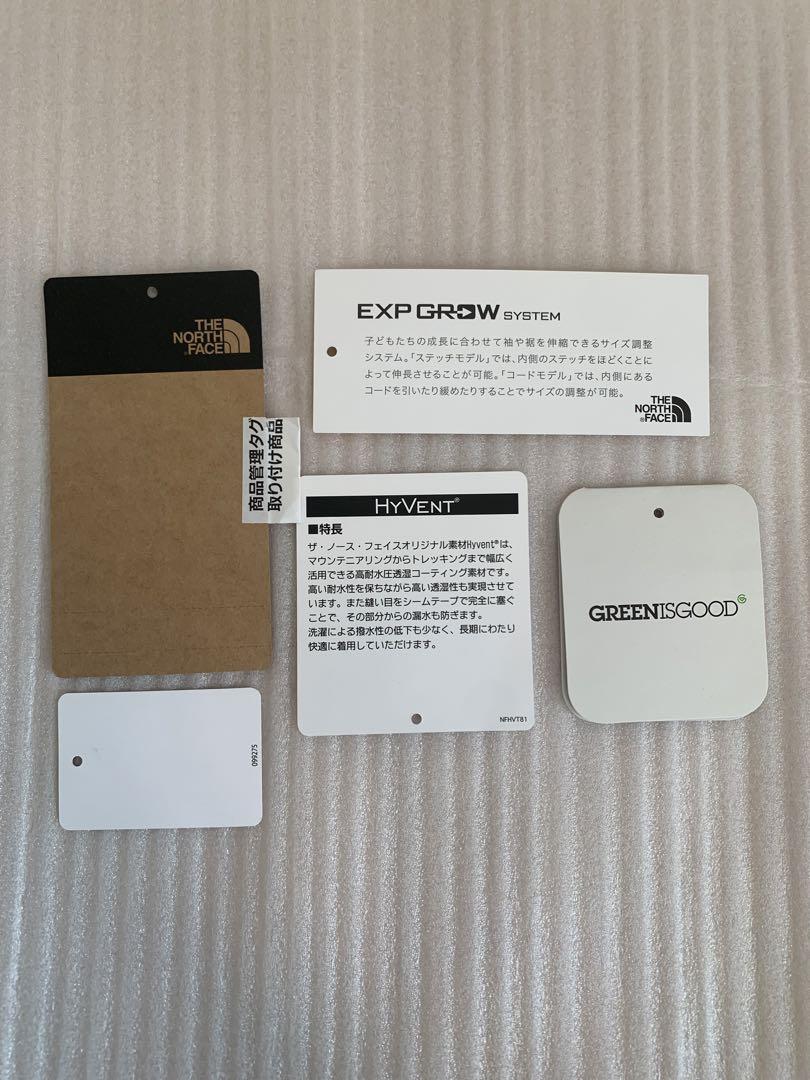 THE
NORTH
FACE
商品管理タグ
取り付け商品
EXP GROW SYSTEM
子どもたちの成長に合わせて袖や裾を伸縮できるサイズ調整
システム。「ステッチモデル」では、内側のステッチをほどくことに
よって伸長させることが可能。「コードモデル」では、内側にある
コードを引いたり緩めたりすることでサイズの調整が可能。
THE
NORTH
®FACE
HYVENT®
■特長
ザ・ノース・フェイスオリジナル素材Hyvent®は、
マウンテニアリングからトレッキングまで幅広く
活用できる高耐水圧透湿コーティング素材です。
高い耐水性を保ちながら高い透湿性も実現させて
います。また縫い目をシームテープで完全に塞ぐ
ことで、その部分からの漏水も防ぎます。
洗濯による撥水性の低下も少なく、長期にわたり
快適に着用していただけます。
NFHVT81
GREENISGOOD G
099275